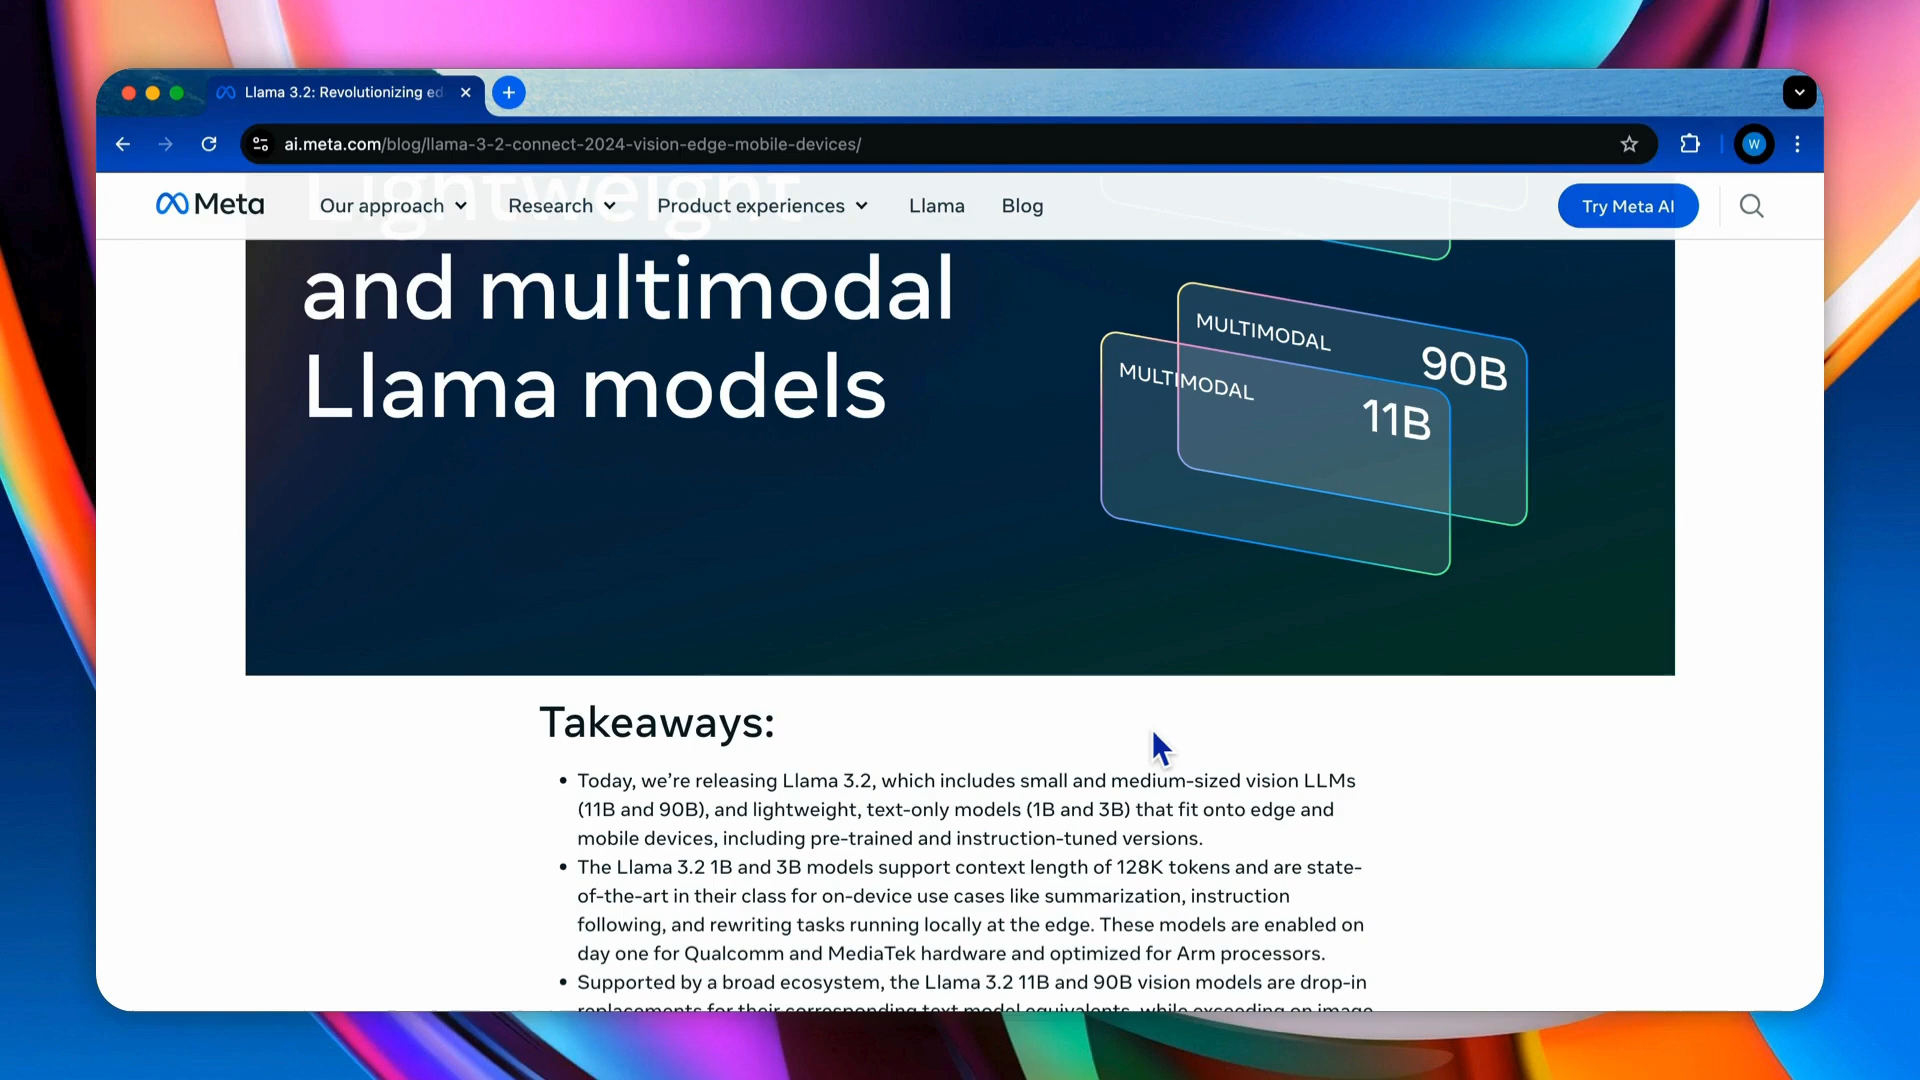 Llama 3.2: Revolutionizing ed
ai.meta.com/blog/llama-3-2-connect-2024-vision-edge-mobile-devices/
W
Meta
Our approach
Research
Product experiences
Llama
Blog
Try Meta AI
Lightweight
and multimodal
Llama models
MULTIMODAL
90B
MULTIMODAL
11B
Takeaways:
• Today, we’re releasing Llama 3.2, which includes small and medium-sized vision LLMs
(11B and 90B), and lightweight, text-only models (1B and 3B) that fit onto edge and
mobile devices, including pre-trained and instruction-tuned versions.
• The Llama 3.2 1B and 3B models support context length of 128K tokens and are state-
of-the-art in their class for on-device use cases like summarization, instruction
following, and rewriting tasks running locally at the edge. These models are enabled on
day one for Qualcomm and MediaTek hardware and optimized for Arm processors.
• Supported by a broad ecosystem, the Llama 3.2 11B and 90B vision models are drop-in
replacements for their corresponding text model equivalents, while exceeding on image